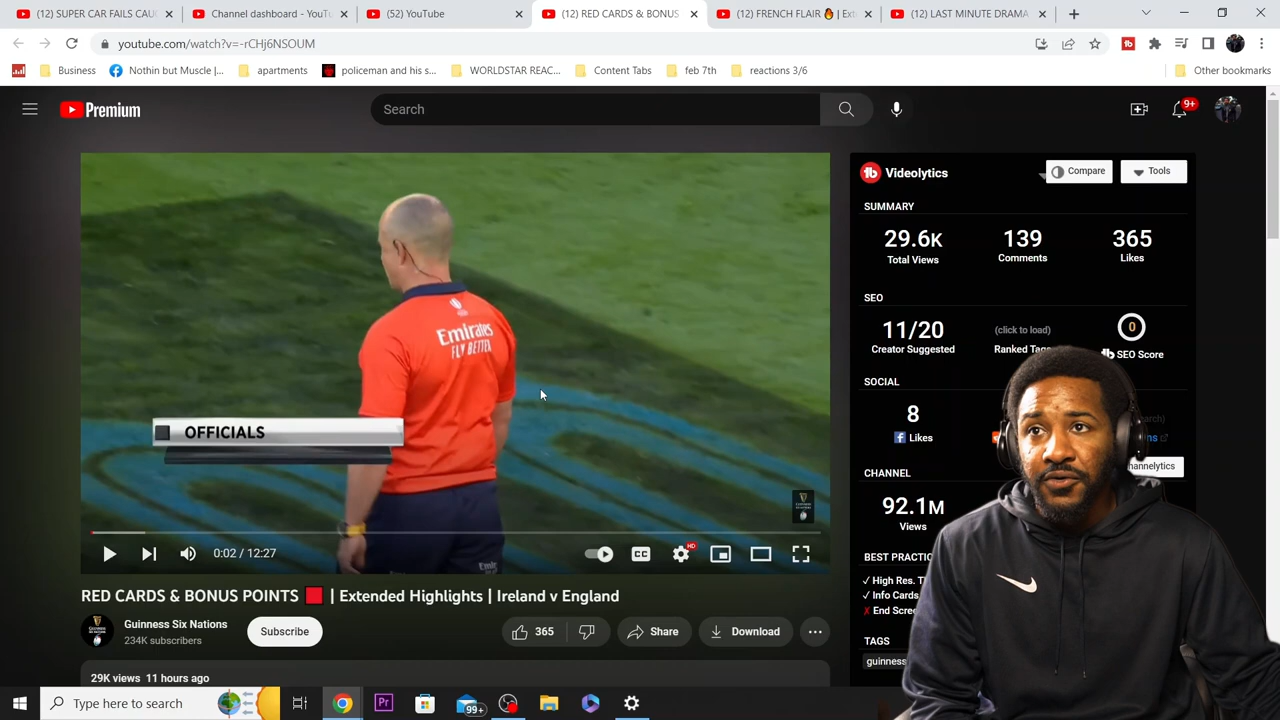 (12) SUPER CAR FAILS CAU
Channel dashboard - YouTu
(52) YouTube
(12) RED CARDS & BONUS
(12) FRENCH FLAIR 🔥 | Exte
(12) LAST MINUTE DRAMA
youtube.com/watch?v=-rCHj6NSOUM
Business
Nothin but Muscle |...
apartments
policeman and his s...
WORLDSTAR REAC...
Content Tabs
feb 7th
reactions 3/6
Other bookmarks
Premium
Search
9+
Videolytics
Compare
Tools
SUMMARY
29.6K
139
365
Total Views
Comments
Likes
SEO
11/20
(click to load)
0
Creator Suggested
Ranked Tags
SEO Score
SOCIAL
8
Likes
CHANNEL
92.1M
Views
BEST PRACTI
✓ High Res. T
✓ Info Cards
✗ End Scree
TAGS
guinness
Emirates
FLY BETTER
OFFICIALS
0:02 / 12:27
CC
HD
RED CARDS & BONUS POINTS 🟥 | Extended Highlights | Ireland v England
Guinness Six Nations
234K subscribers
Subscribe
365
Share
Download
29K views 11 hours ago
Type here to search
Pr
99+